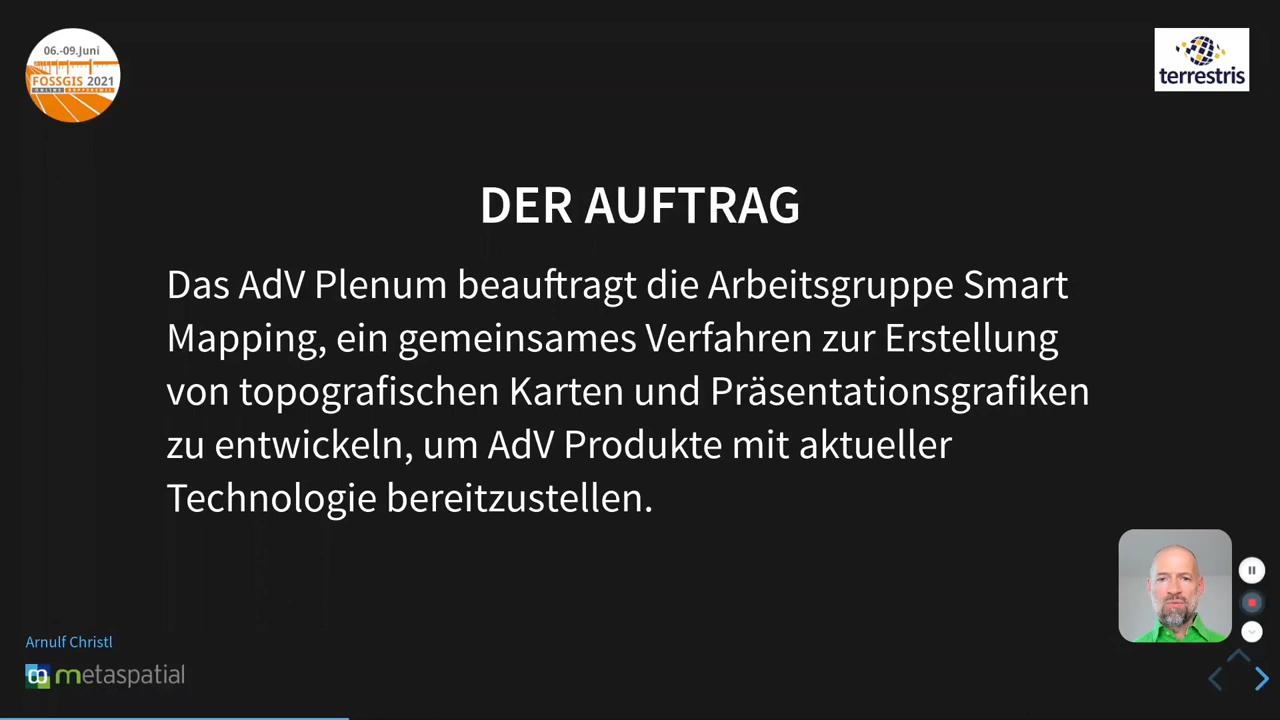 06.-09.Juni
FOSSGIS 2021
terrestris
DER AUFTRAG
Das AdV Plenum beauftragt die Arbeitsgruppe Smart
Mapping, ein gemeinsames Verfahren zur Erstellung
von topografischen Karten und Präsentationsgrafiken
zu entwickeln, um AdV Produkte mit aktueller
Technologie bereitzustellen.
Arnulf Christl
metaspatial